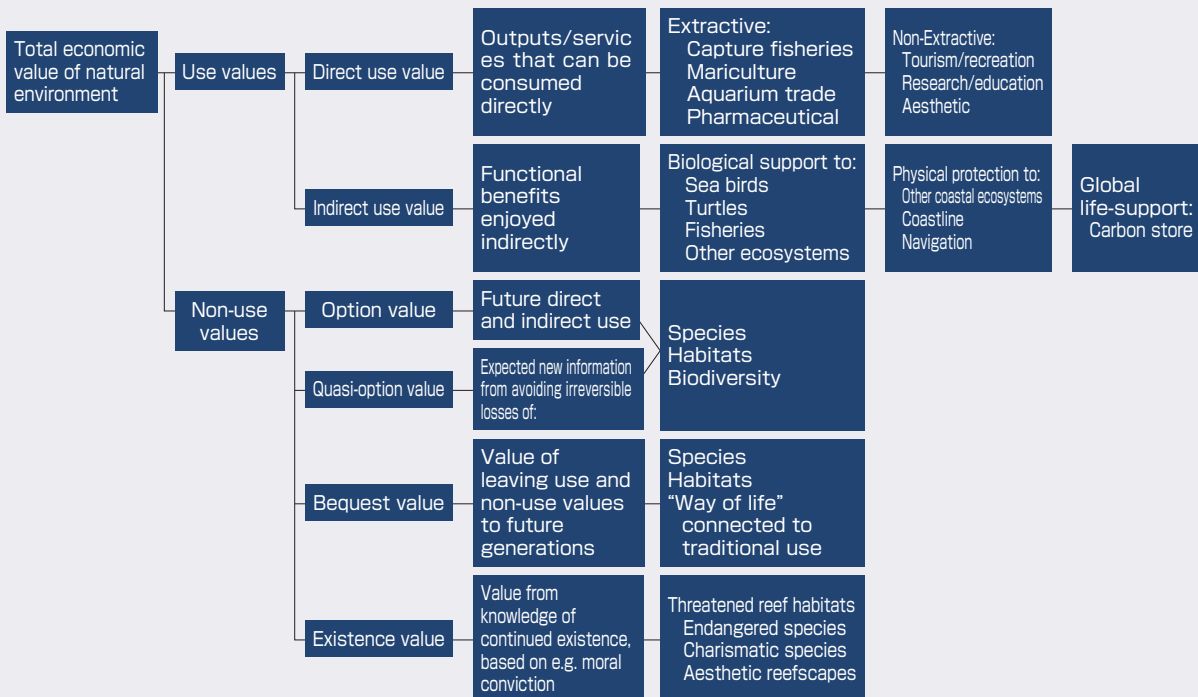 Total economic
value of natural
environment
Use values
Direct use value
Outputs/servic
es that can be
consumed
directly
Extractive:
Capture fisheries
Mariculture
Aquarium trade
Pharmaceutical
Non-Extractive:
Tourism/recreation
Research/education
Aesthetic
Indirect use value
Functional
benefits
enjoyed
indirectly
Biological support to:
Sea birds
Turtles
Fisheries
Other ecosystems
Physical protection to:
Other coastal ecosystems
Coastline
Navigation
Global
life-support:
Carbon store
Non-use
values
Option value
Future direct
and indirect use
Species
Habitats
Biodiversity
Quasi-option value
Expected new information
from avoiding irreversible
losses of:
Bequest value
Value of
leaving use and
non-use values
to future
generations
Species
Habitats
“Way of life”
connected to
traditional use
Existence value
Value from
knowledge of
continued existence,
based on e.g. moral
conviction
Threatened reef habitats
Endangered species
Charismatic species
Aesthetic reefscapes